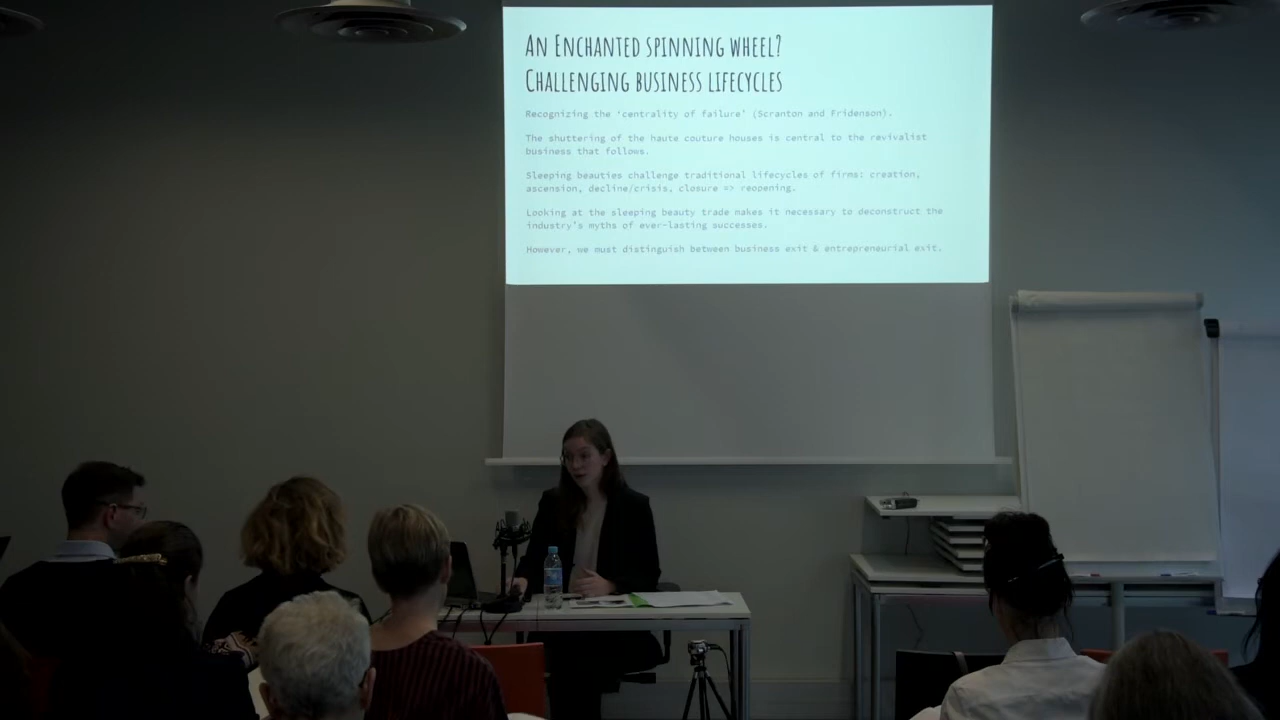 An Enchanted spinning wheel?
Challenging business lifecycles
Recognizing the 'centrality of failure' (Scranton and Fridenson).
The shuttering of the haute couture houses is central to the revivalist
business that follows.
Sleeping beauties challenge traditional lifecycles of firms: creation,
ascension, decline/crisis, closure => reopening.
Looking at the sleeping beauty trade makes it necessary to deconstruct the
industry's myths of ever-lasting successes.
However, we must distinguish between business exit & entrepreneurial exit.